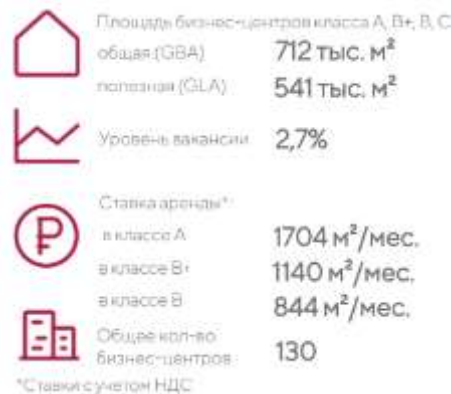 Площадь бизнес-центров класса A, B+, B, C
общая (GBA) 712 тыс. м²
полезная (GLA) 541 тыс. м²
Уровень вакансии 2,7%
Ставка аренды*
в классе A 1704 м²/мес.
в классе B+ 1140 м²/мес.
в классе B 844 м²/мес.
Общее кол-во
бизнес-центров 130
*Ставки с учетом НДС